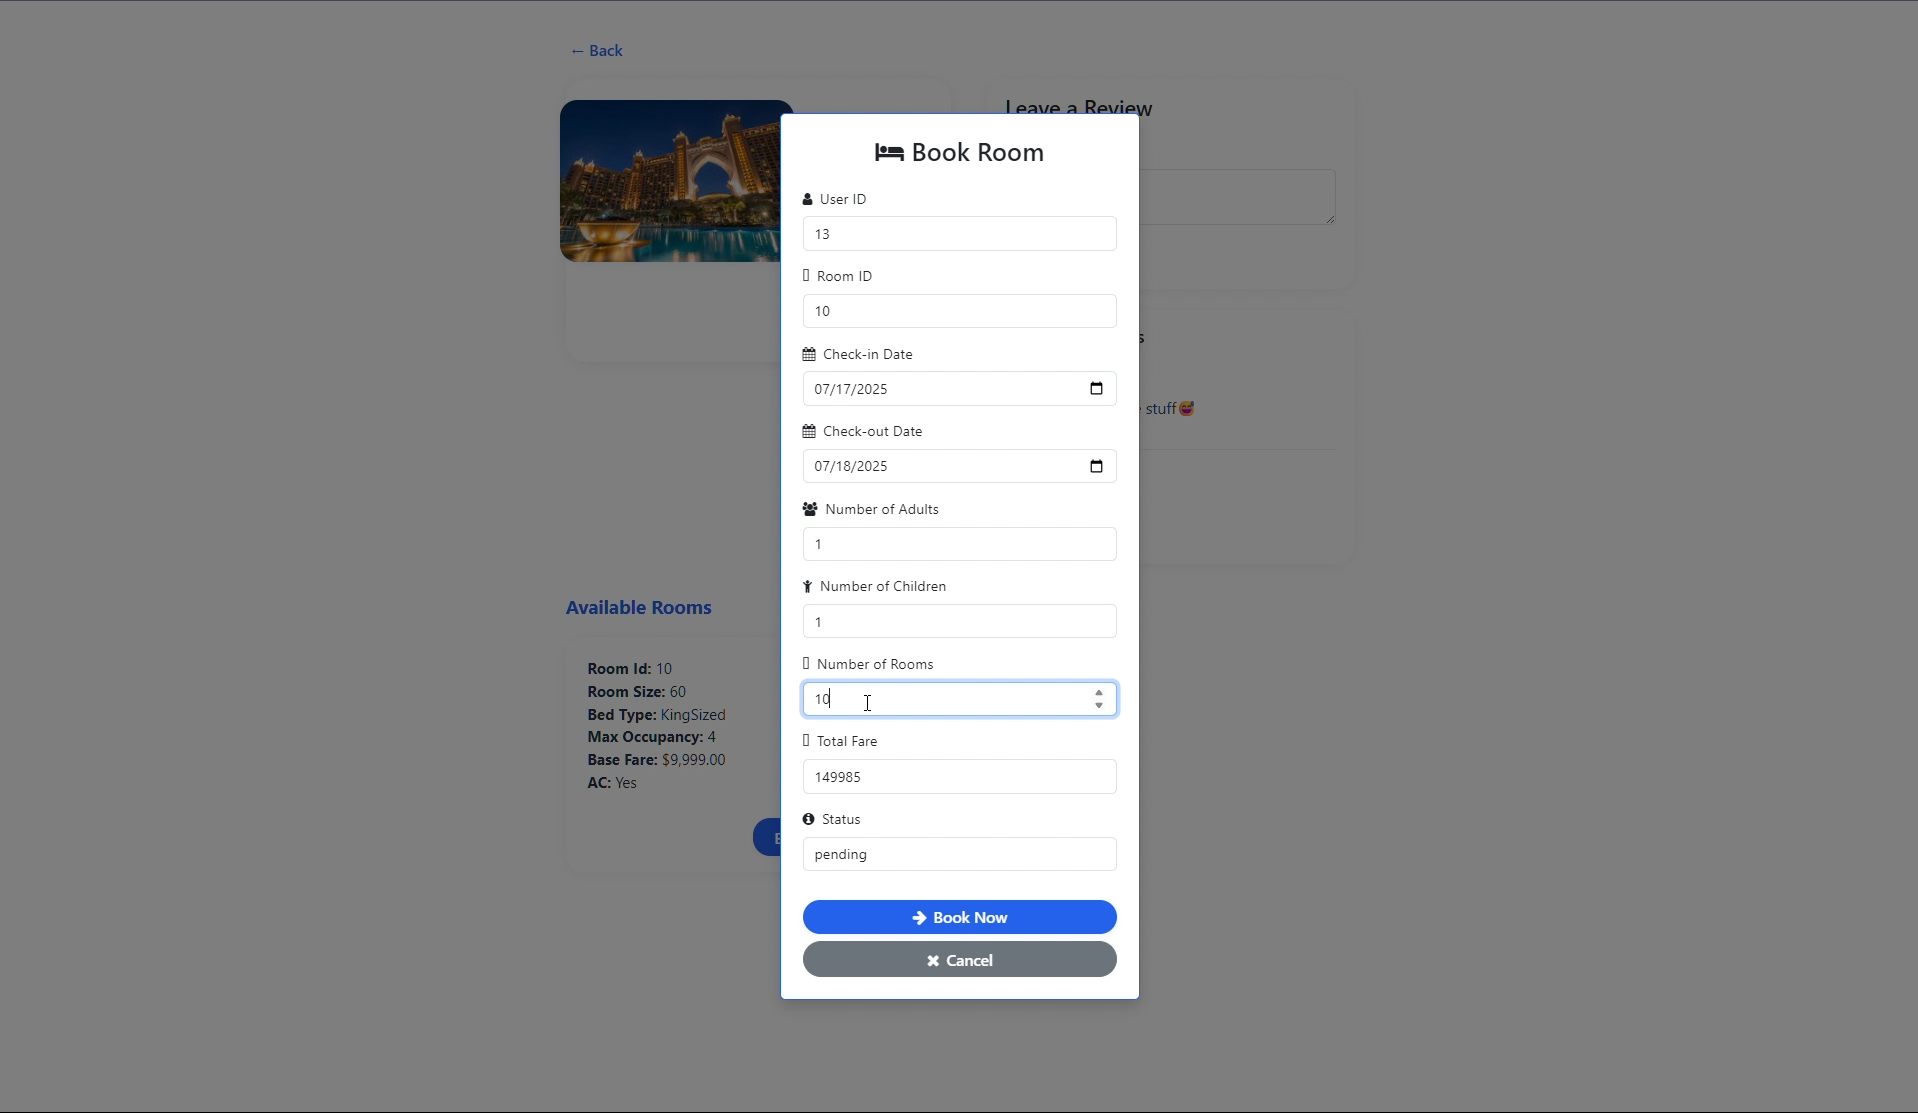 ← Back
Leave a Review
Book Room
User ID
13
Room ID
10
Check-in Date
07/17/2025
Check-out Date
07/18/2025
stuff😅
Number of Adults
1
Number of Children
1
Number of Rooms
10
Total Fare
149985
Status
pending
Book Now
Cancel
Available Rooms
Room Id: 10
Room Size: 60
Bed Type: KingSized
Max Occupancy: 4
Base Fare: $9,999.00
AC: Yes